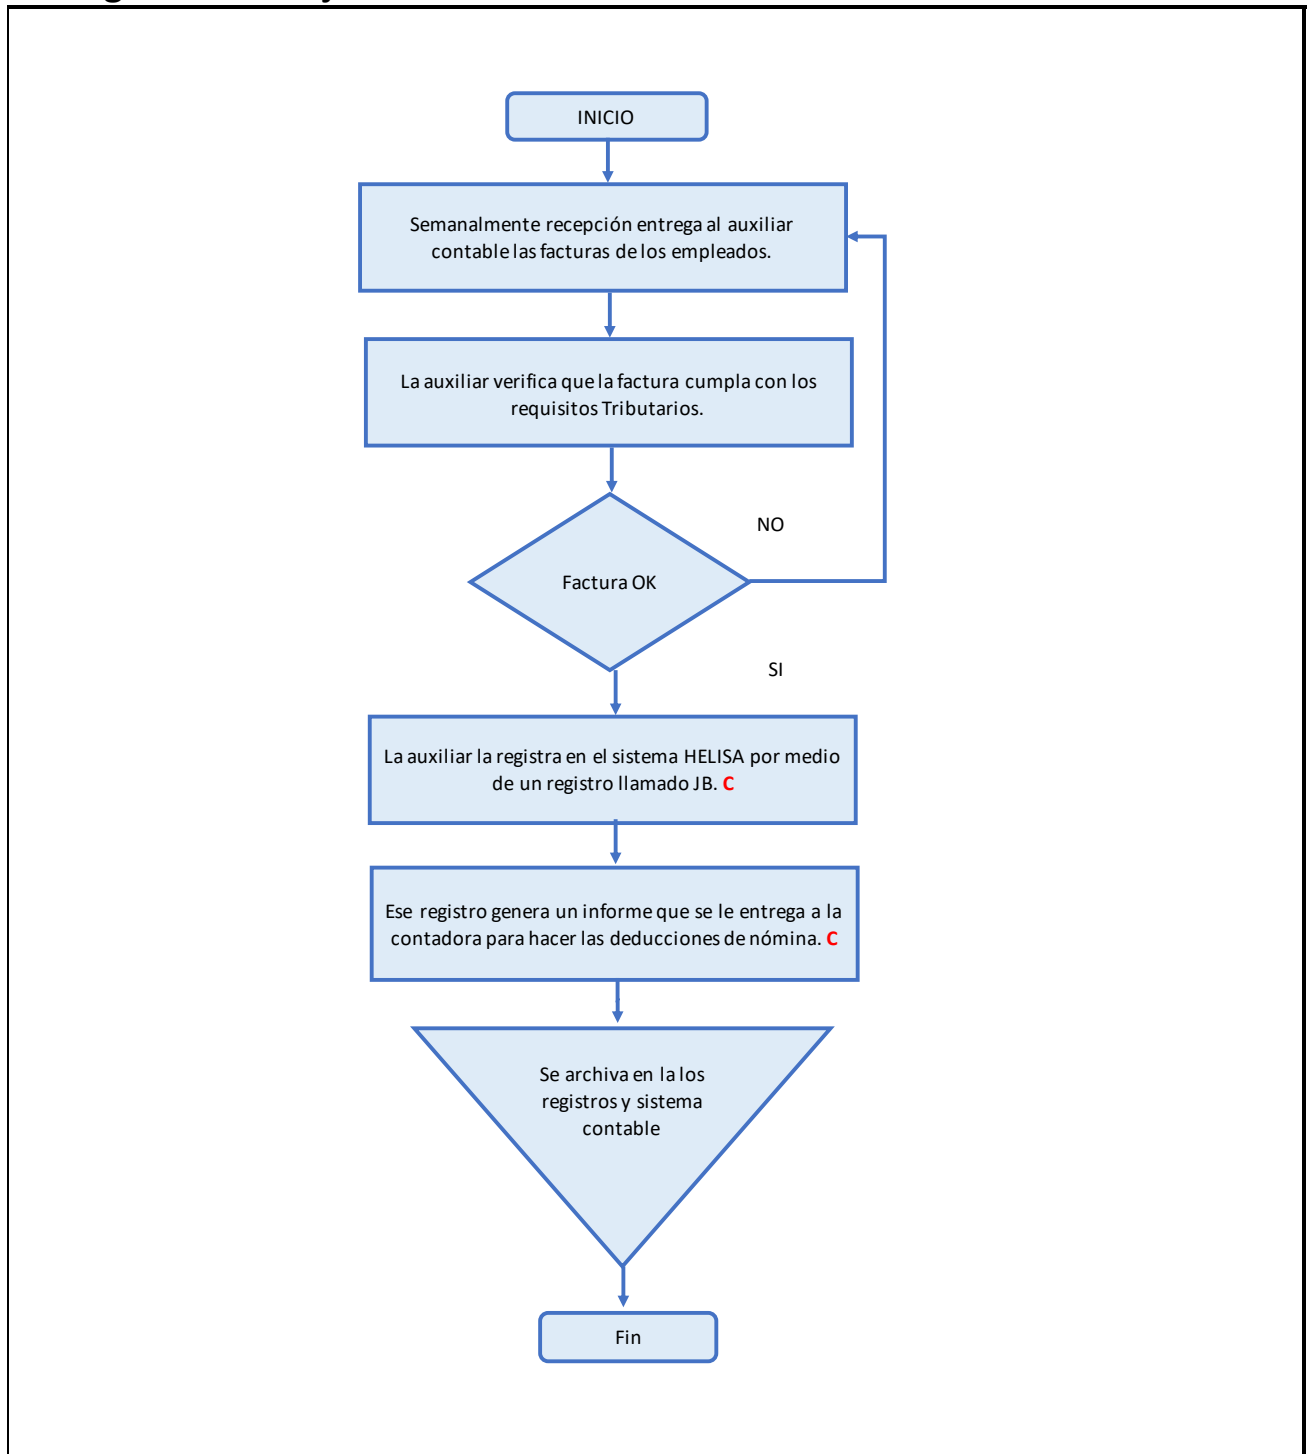 INICIO
Semanalmente recepción entrega al auxiliar
contable las facturas de los empleados.
La auxiliar verifica que la factura cumpla con los
requisitos Tributarios.
NO
Factura OK
SI
La auxiliar la registra en el sistema HELISA por medio
de un registro llamado JB. C
Ese registro genera un informe que se le entrega a la
contadora para hacer las deducciones de nómina. C
Se archiva en la los
registros y sistema
contable
Fin